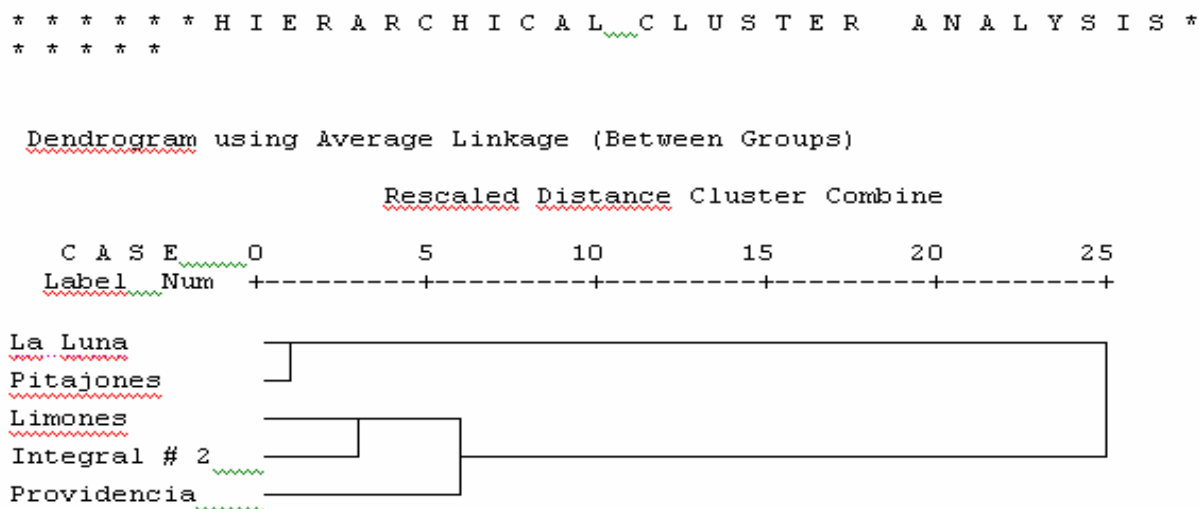 * * * * * * H I E R A R C H I C A L C L U S T E R A N A L Y S I S *
* * * * *
Dendrogram using Average Linkage (Between Groups)
Rescaled Distance Cluster Combine
C A S E 0 5 10 15 20 25
Label Num +---------+---------+---------+---------+---------+
La Luna
Pitajones
Limones
Integral # 2
Providencia